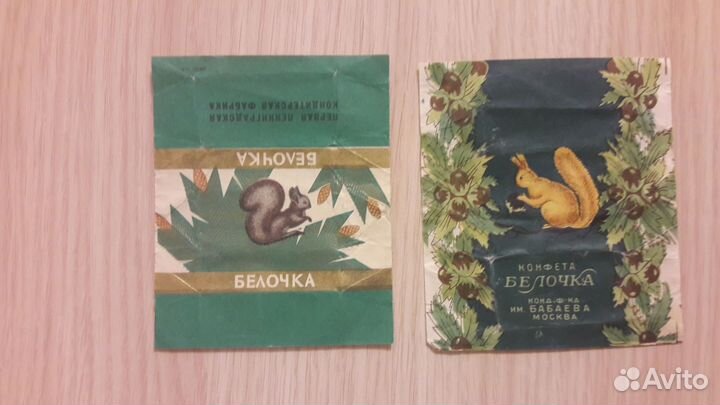 ПЕРВАЯ ЛЕНИНГРАДСКАЯ
КОНДИТЕРСКАЯ ФАБРИКА
БЕЛОЧКА
БЕЛОЧКА
КОНФЕТА
БЕЛОЧКА
КОНД-Ф-КА
ИМ. БАБАЕВА
МОСКВА
Avito